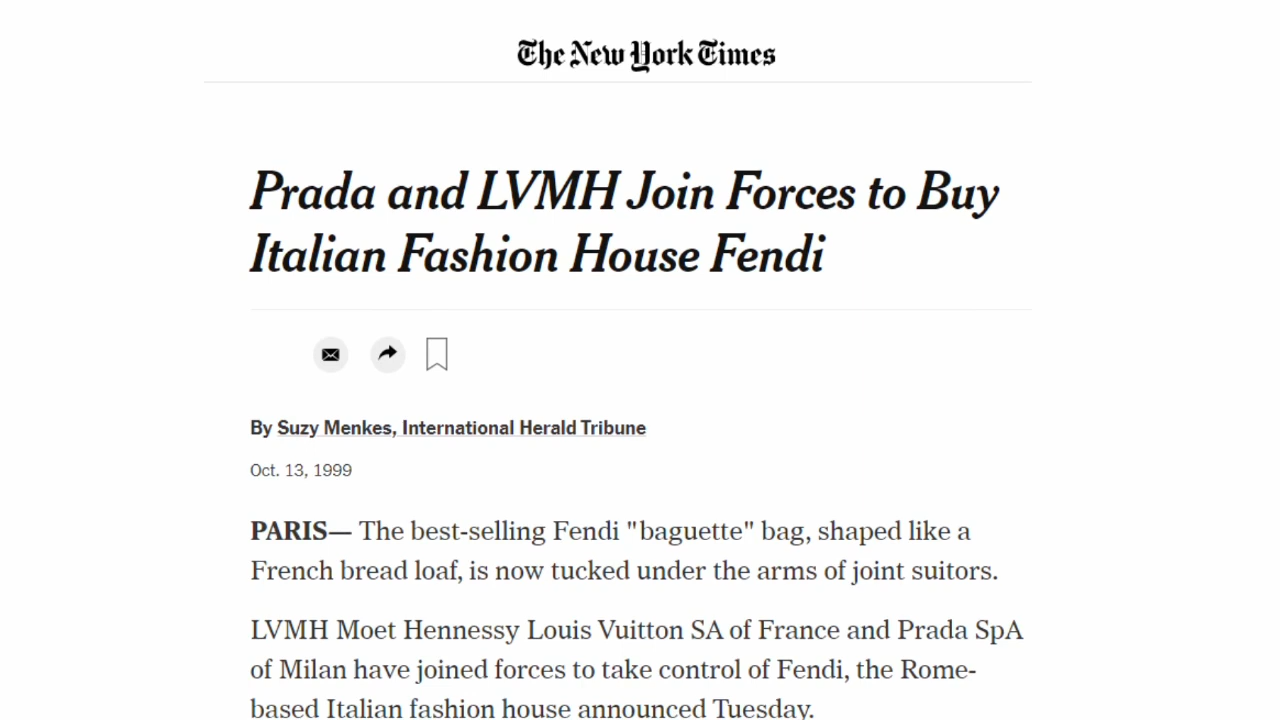 The New York Times
Prada and LVMH Join Forces to Buy
Italian Fashion House Fendi
By Suzy Menkes, International Herald Tribune
Oct. 13, 1999
PARIS— The best-selling Fendi "baguette" bag, shaped like a
French bread loaf, is now tucked under the arms of joint suitors.
LVMH Moet Hennessy Louis Vuitton SA of France and Prada SpA
of Milan have joined forces to take control of Fendi, the Rome-
based Italian fashion house announced Tuesday.